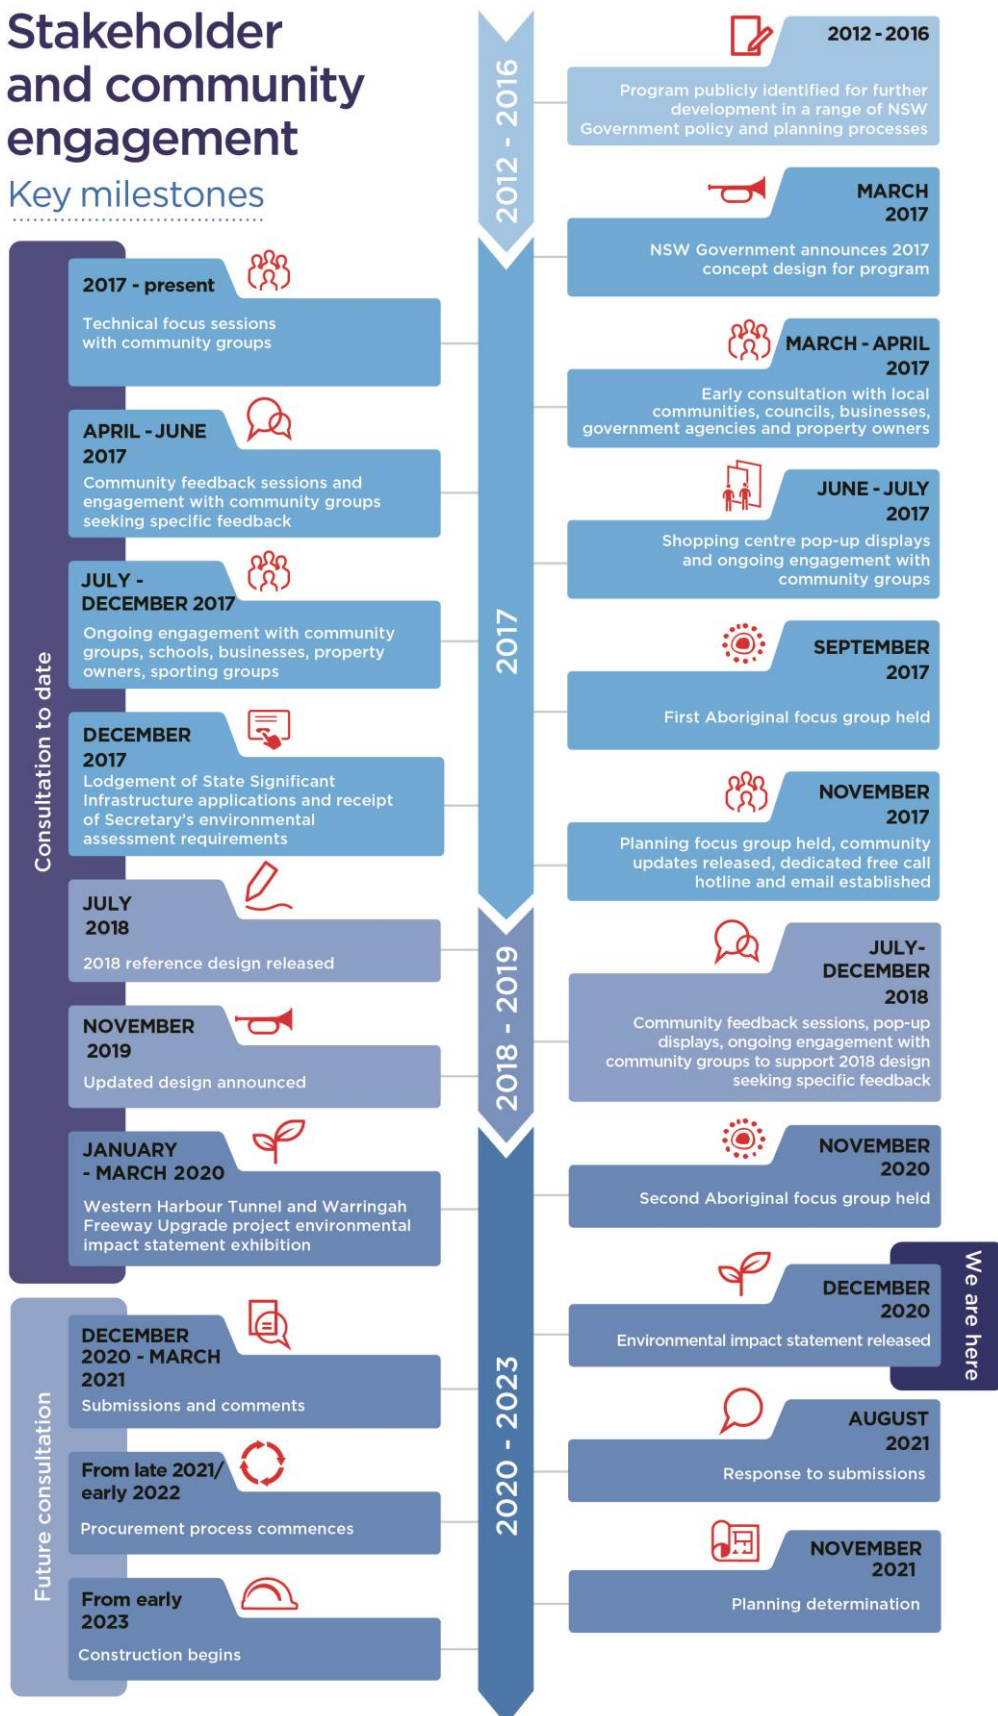 Stakeholder
and community
engagement
Key milestones
2012 - 2016
2012 - 2016
Program publicly identified for further
development in a range of NSW
Government policy and planning processes
MARCH
2017
NSW Government announces 2017
concept design for program
Consultation to date
2017
2017 - present
Technical focus sessions
with community groups
MARCH - APRIL
2017
Early consultation with local
communities, councils, businesses,
government agencies and property owners
APRIL - JUNE
2017
Community feedback sessions and
engagement with community groups
seeking specific feedback
JUNE - JULY
2017
Shopping centre pop-up displays
and ongoing engagement with
community groups
JULY -
DECEMBER 2017
Ongoing engagement with community
groups, schools, businesses, property
owners, sporting groups
SEPTEMBER
2017
First Aboriginal focus group held
DECEMBER
2017
Lodgement of State Significant
Infrastructure applications and receipt
of Secretary's environmental
assessment requirements
NOVEMBER
2017
Planning focus group held, community
updates released, dedicated free call
hotline and email established
2018 - 2019
JULY
2018
2018 reference design released
JULY-
DECEMBER
2018
Community feedback sessions, pop-up
displays, ongoing engagement with
community groups to support 2018 design
seeking specific feedback
NOVEMBER
2019
Updated design announced
2020 - 2023
JANUARY
- MARCH 2020
Western Harbour Tunnel and Warringah
Freeway Upgrade project environmental
impact statement exhibition
NOVEMBER
2020
Second Aboriginal focus group held
We are here
DECEMBER
2020
Environmental impact statement released
Future consultation
DECEMBER
2020 - MARCH
2021
Submissions and comments
AUGUST
2021
Response to submissions
From late 2021/
early 2022
Procurement process commences
NOVEMBER
2021
Planning determination
From early
2023
Construction begins